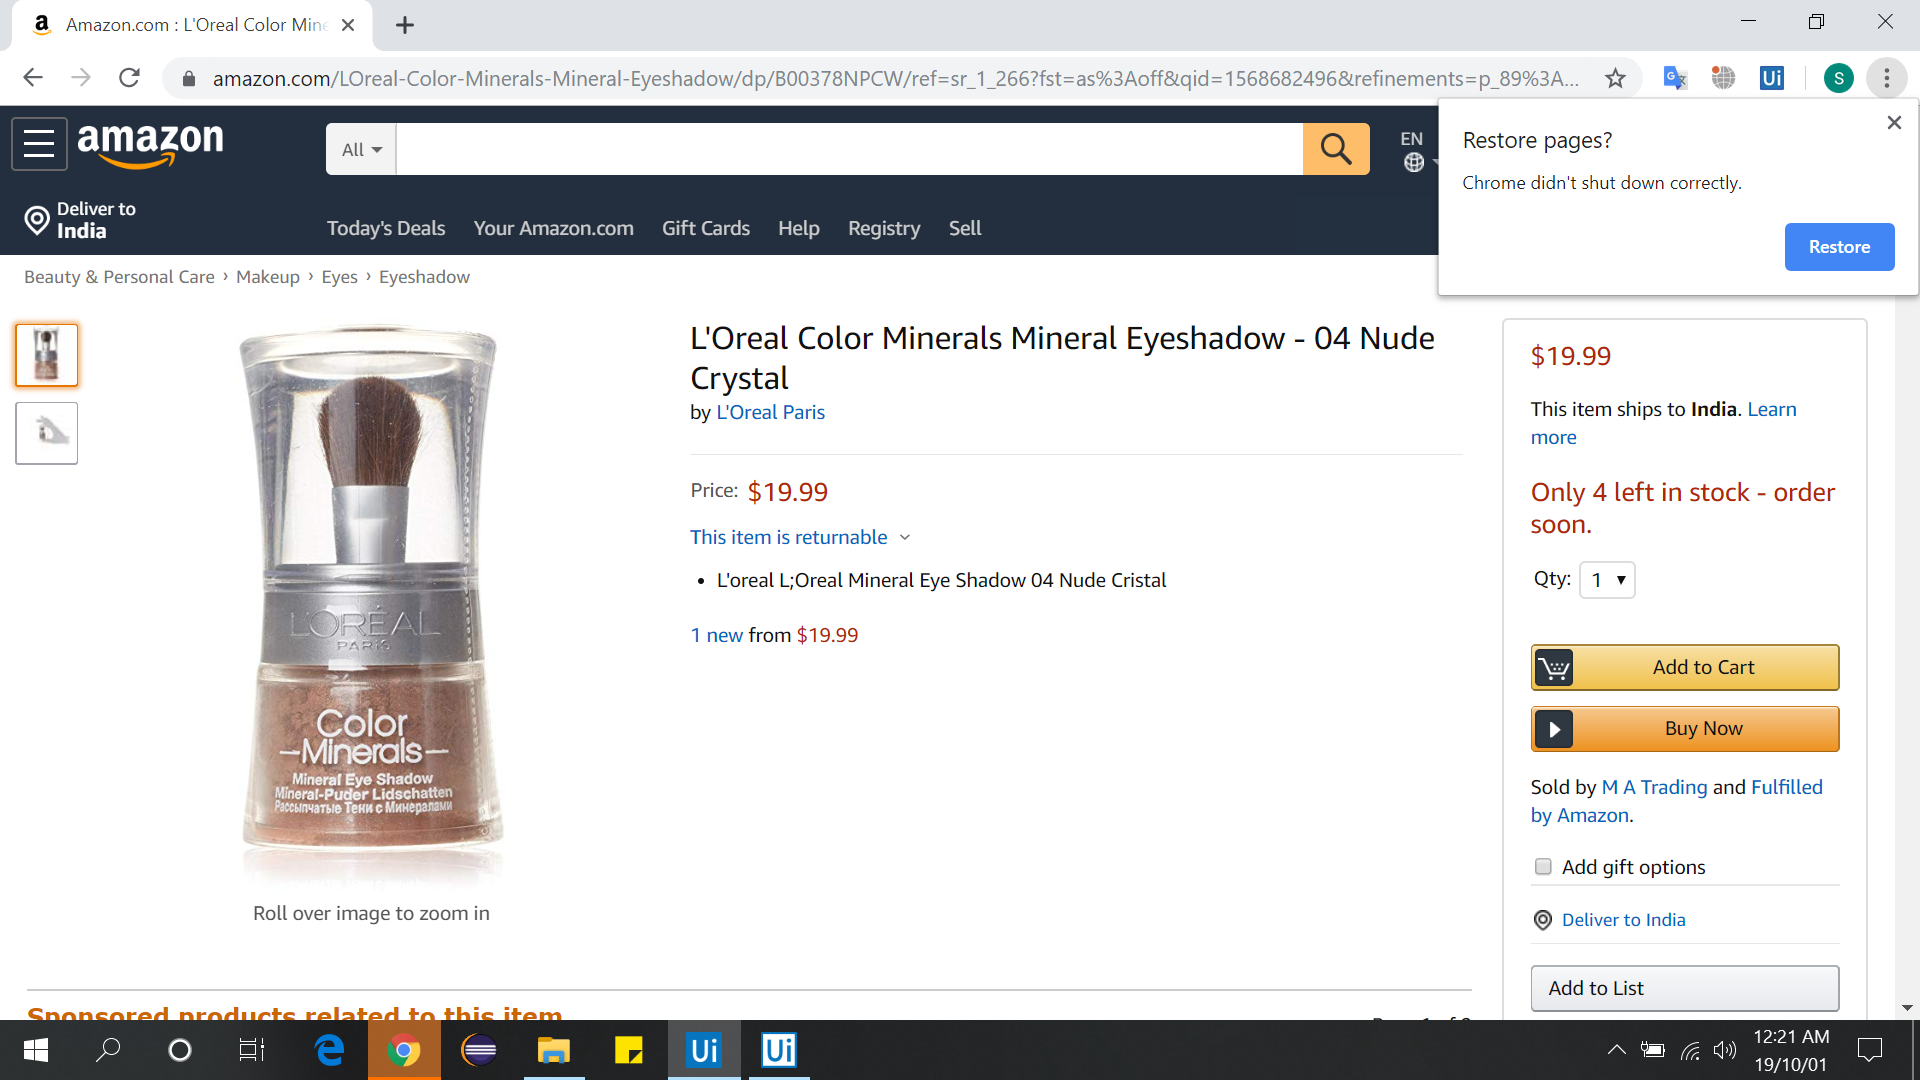 Amazon.com : L'Oreal Color Mine
amazon.com/LOreal-Color-Minerals-Mineral-Eyeshadow/dp/B00378NPCW/ref=sr_1_266?fst=as%3Aoff&qid=1568682496&refinements=p_89%3A...
Ui
S
Restore pages?
Chrome didn't shut down correctly.
Restore
amazon
All
EN
Deliver to
India
Today's Deals
Your Amazon.com
Gift Cards
Help
Registry
Sell
Beauty & Personal Care › Makeup › Eyes › Eyeshadow
L'ORÉAL
PARIS
Color
Minerals
Mineral Eye Shadow
Mineral-Puder Lidschatten
Рассыпчатые Тени с Минералами
Roll over image to zoom in
L'Oreal Color Minerals Mineral Eyeshadow - 04 Nude
Crystal
by L'Oreal Paris
Price: $19.99
This item is returnable
• L'oreal L;Oreal Mineral Eye Shadow 04 Nude Cristal
1 new from $19.99
$19.99
This item ships to India. Learn
more
Only 4 left in stock - order
soon.
Qty: 1
Add to Cart
Buy Now
Sold by M A Trading and Fulfilled
by Amazon.
Add gift options
Deliver to India
Add to List
Sponsored products related to this item
Ui
Ui
12:21 AM
19/10/01